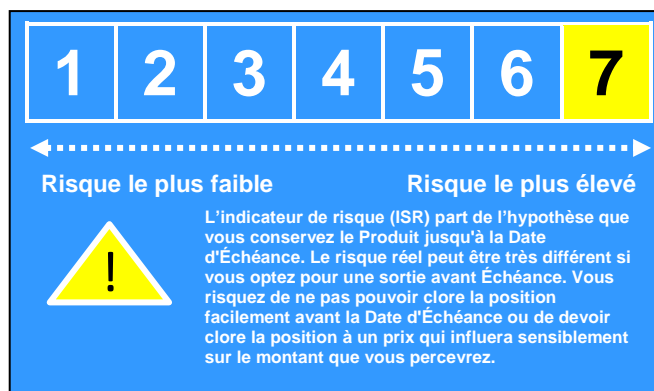 1 2 3 4 5 6 7
Risque le plus faible Risque le plus élevé
L'indicateur de risque (ISR) part de l'hypothèse que
vous conservez le Produit jusqu'à la Date
d'Échéance. Le risque réel peut être très différent si
vous optez pour une sortie avant Échéance. Vous
risquez de ne pas pouvoir clore la position
facilement avant la Date d'Échéance ou de devoir
clore la position à un prix qui influera sensiblement
sur le montant que vous percevrez.
!